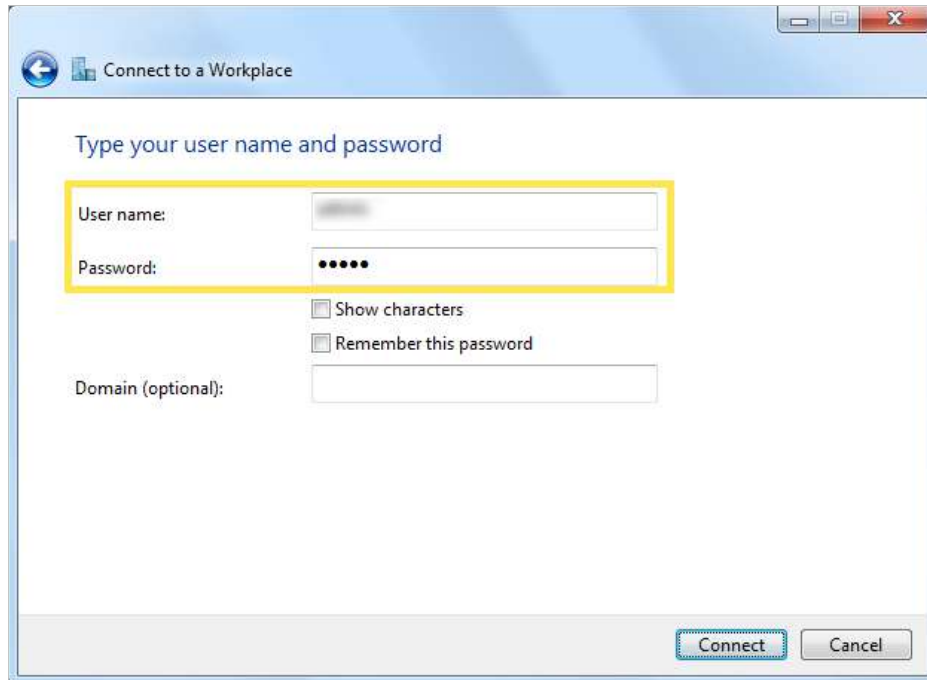 Connect to a Workplace
Type your user name and password
User name:
Password: •••••
Show characters
Remember this password
Domain (optional):
Connect Cancel